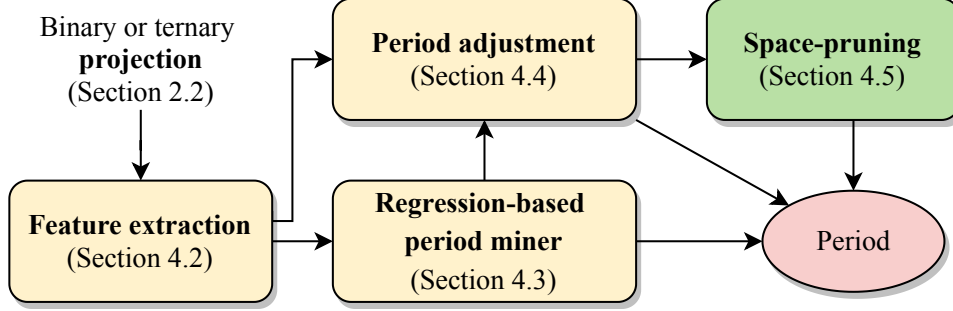 Binary or ternary
projection
(Section 2.2)
Period adjustment
(Section 4.4)
Space-pruning
(Section 4.5)
Feature extraction
(Section 4.2)
Regression-based
period miner
(Section 4.3)
Period